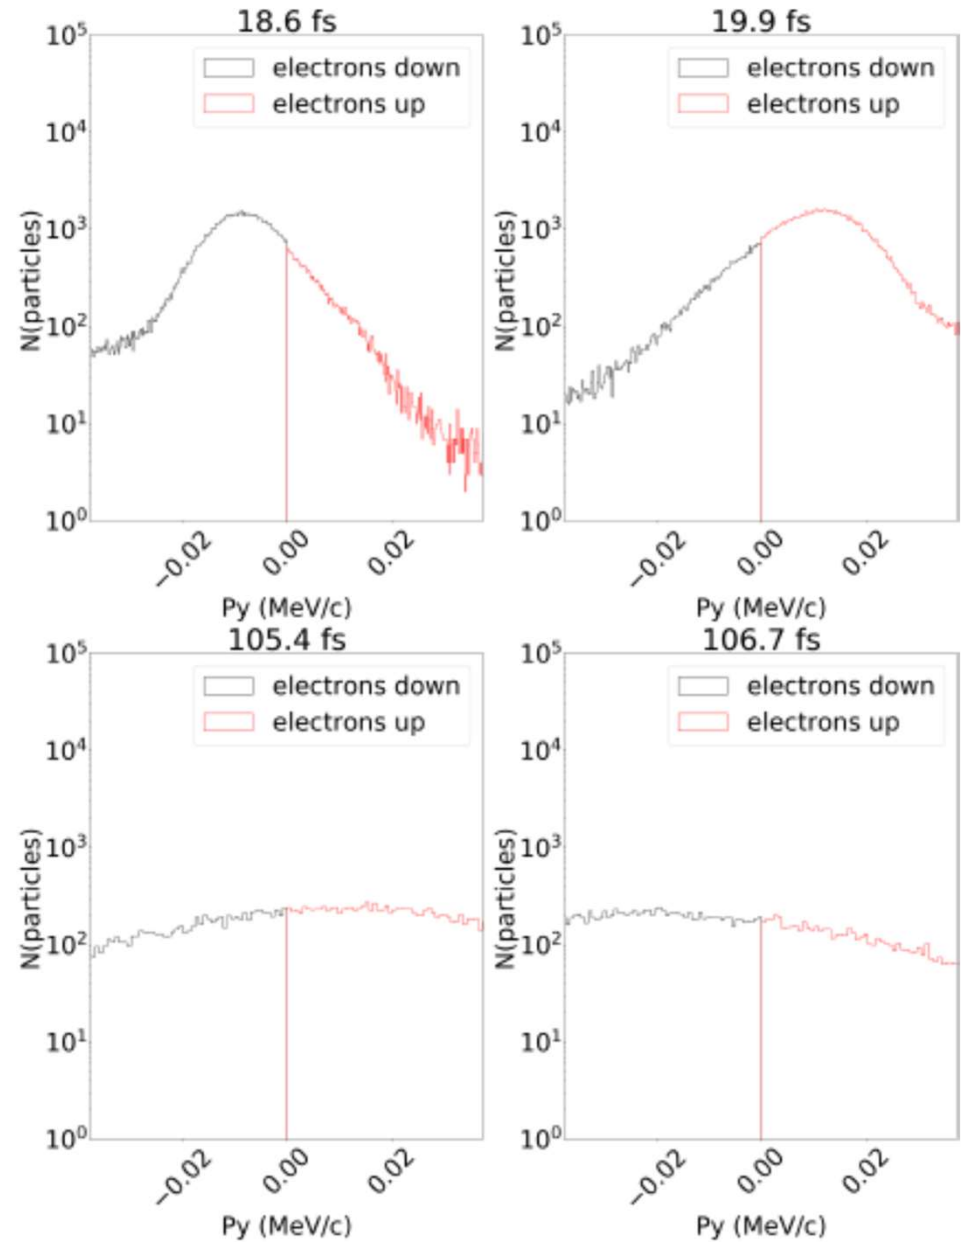 18.6 fs
10⁵
10⁴
10³
10²
10¹
10⁰
N(particles)
electrons down
electrons up
−0.02
0.00
0.02
Py (MeV/c)
19.9 fs
10⁵
10⁴
10³
10²
10¹
10⁰
N(particles)
electrons down
electrons up
−0.02
0.00
0.02
Py (MeV/c)
105.4 fs
10⁵
10⁴
10³
10²
10¹
10⁰
N(particles)
electrons down
electrons up
−0.02
0.00
0.02
Py (MeV/c)
106.7 fs
10⁵
10⁴
10³
10²
10¹
10⁰
N(particles)
electrons down
electrons up
−0.02
0.00
0.02
Py (MeV/c)